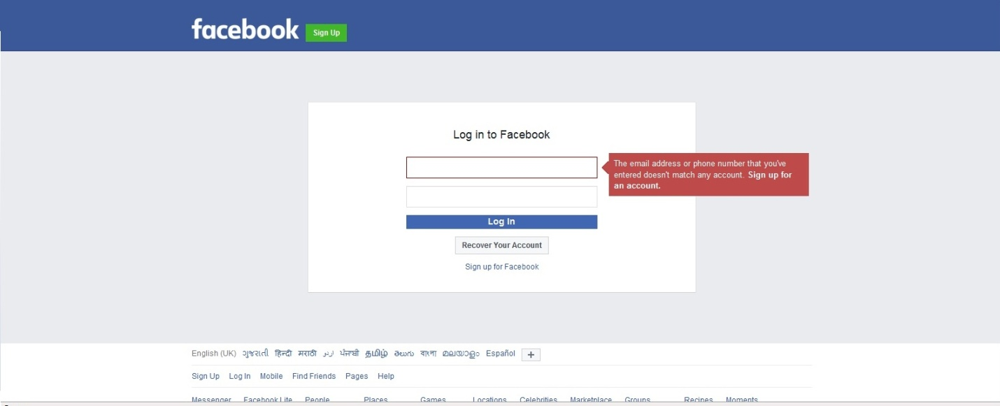 facebook Sign Up
Log in to Facebook
The email address or phone number that you've
entered doesn't match any account. Sign up for
an account.
Log In
Recover Your Account
Sign up for Facebook
English (UK) ગુજરાતી हिन्दी मराठी اردو ਪੰਜਾਬੀ தமிழ் తెలుగు বাংলা മലയാളം Español +
Sign Up Log In Mobile Find Friends Pages Help
Messenger Facebook Lite People Places Games Locations Celebrities Marketplace Groups Recipes Moments